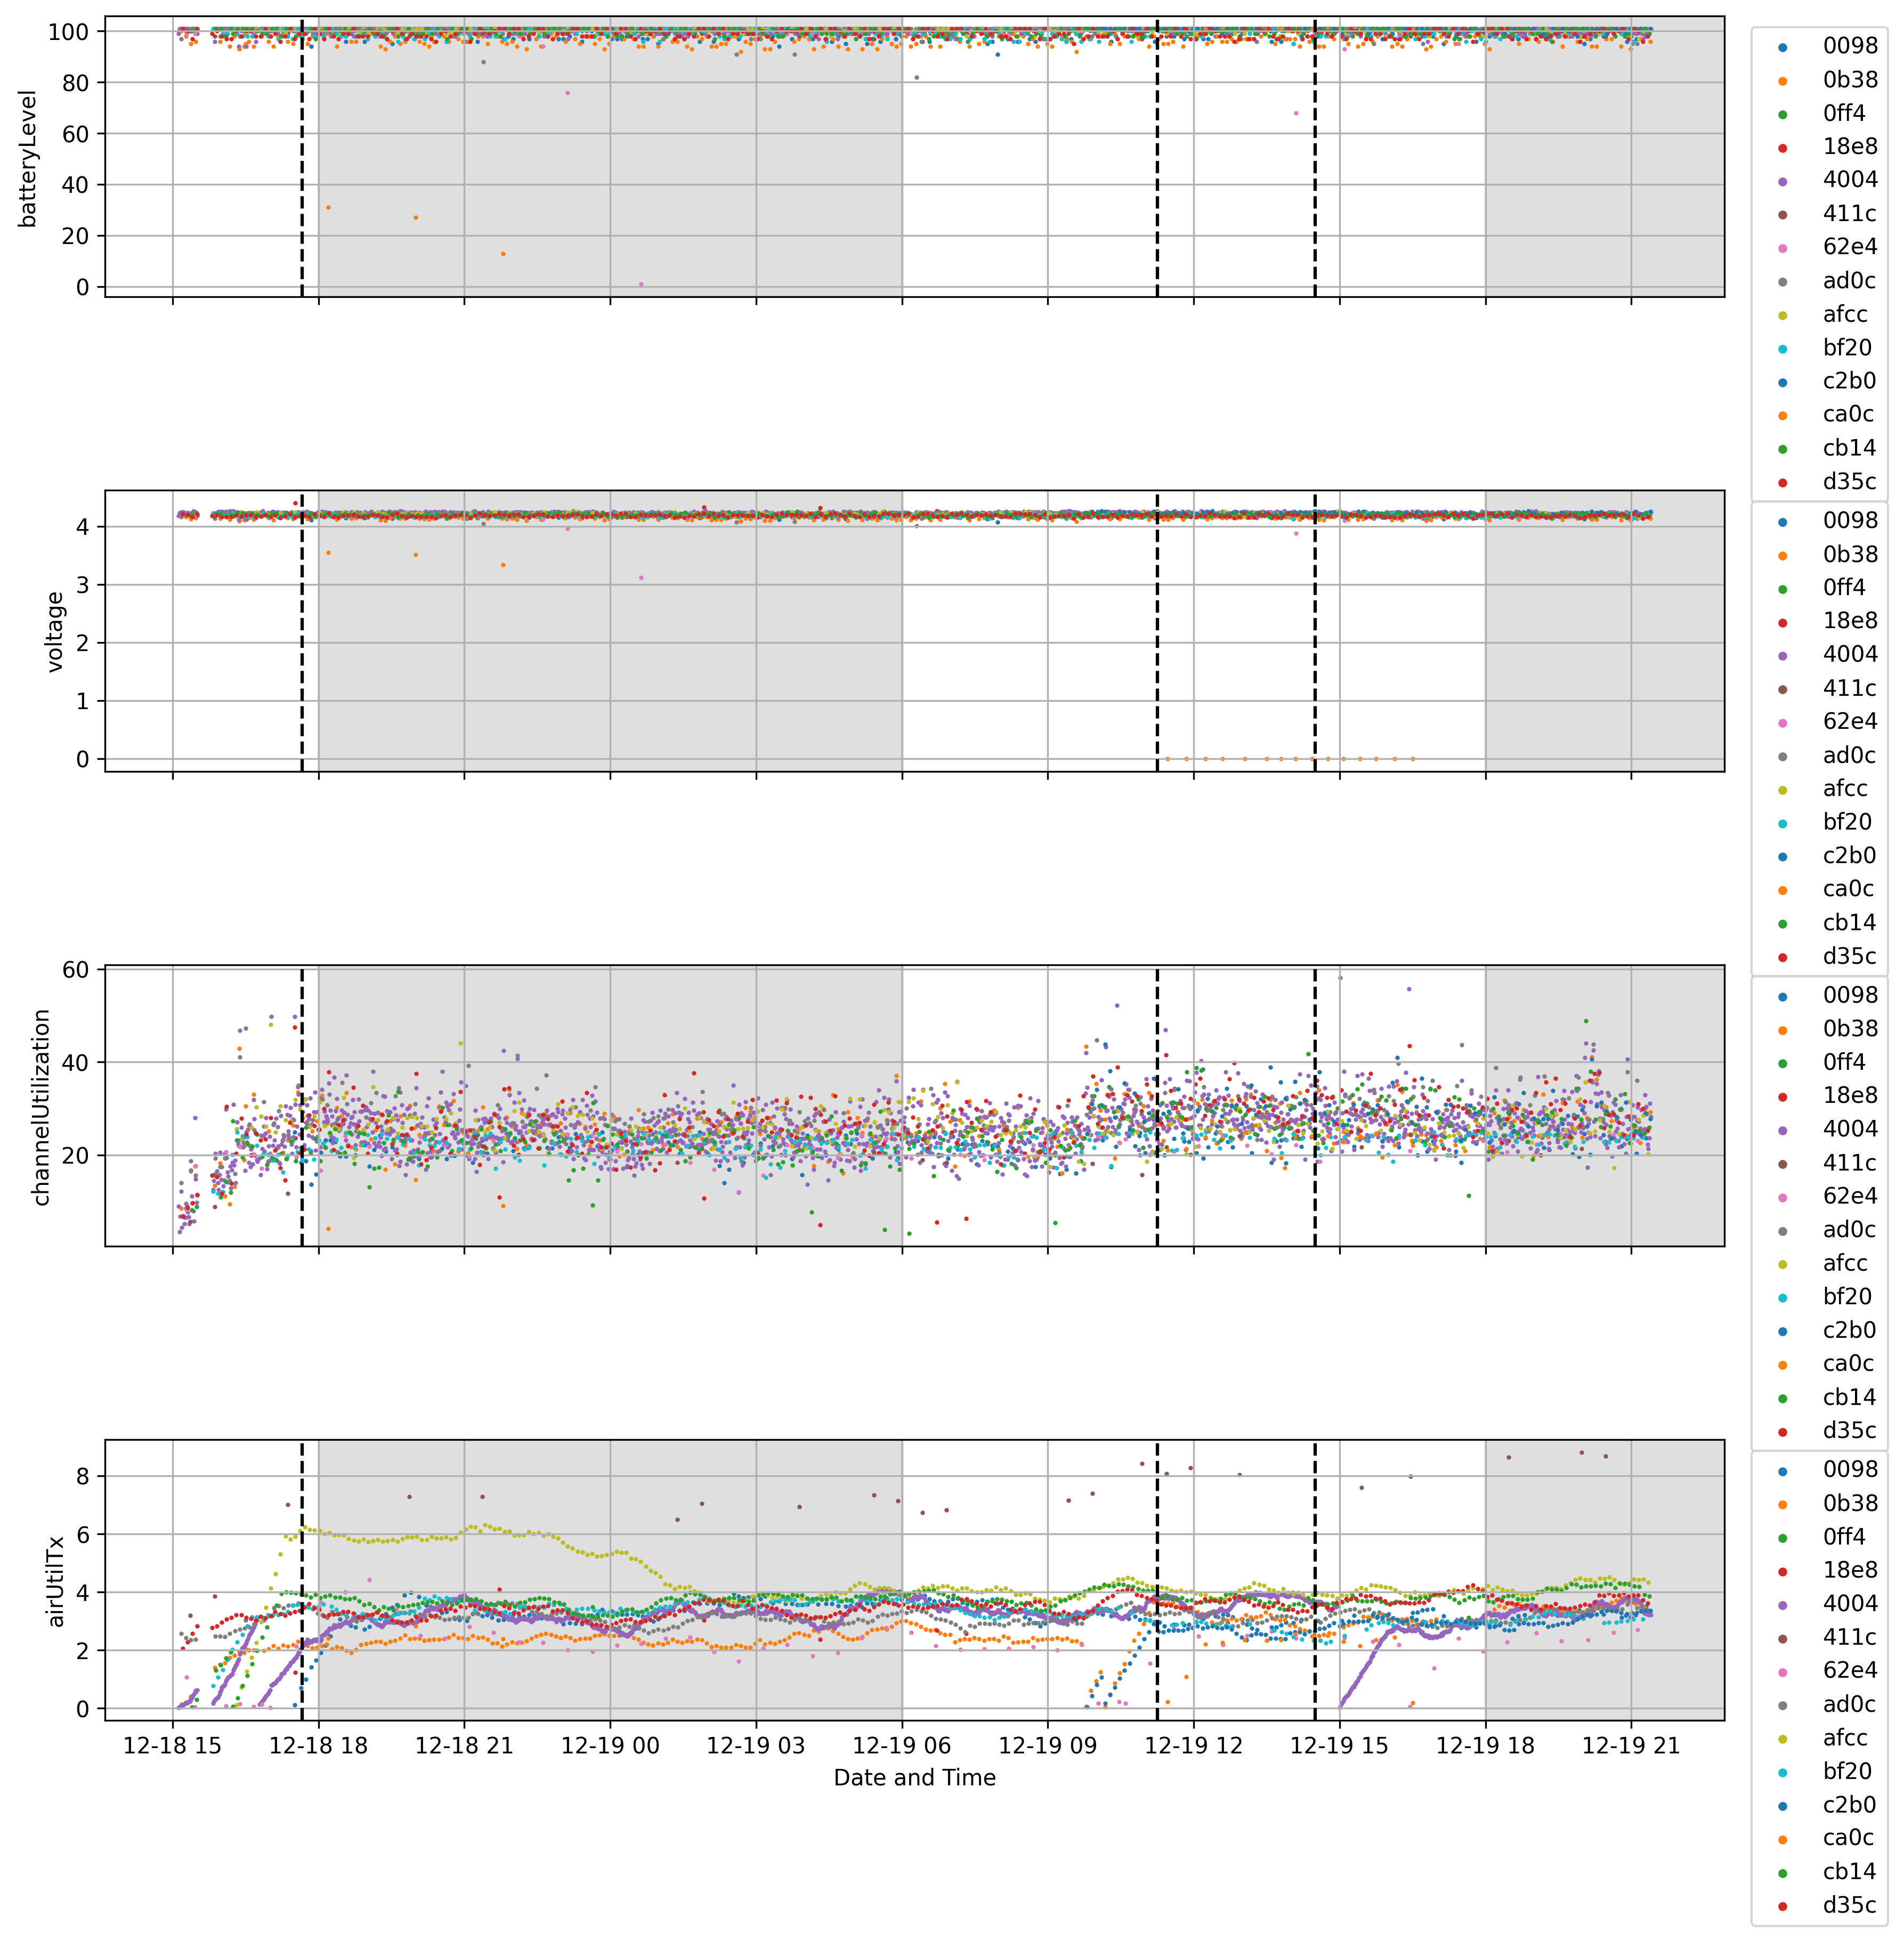 batteryLevel
100
80
60
40
20
0
0098
0b38
0ff4
18e8
4004
411c
62e4
ad0c
afcc
bf20
c2b0
ca0c
cb14
d35c
voltage
4
3
2
1
0
0098
0b38
0ff4
18e8
4004
411c
62e4
ad0c
afcc
bf20
c2b0
ca0c
cb14
d35c
channelUtilization
60
40
20
0098
0b38
0ff4
18e8
4004
411c
62e4
ad0c
afcc
bf20
c2b0
ca0c
cb14
d35c
airUtilTx
8
6
4
2
0
12-18 15 12-18 18 12-18 21 12-19 00 12-19 03 12-19 06 12-19 09 12-19 12 12-19 15 12-19 18 12-19 21
Date and Time
0098
0b38
0ff4
18e8
4004
411c
62e4
ad0c
afcc
bf20
c2b0
ca0c
cb14
d35c